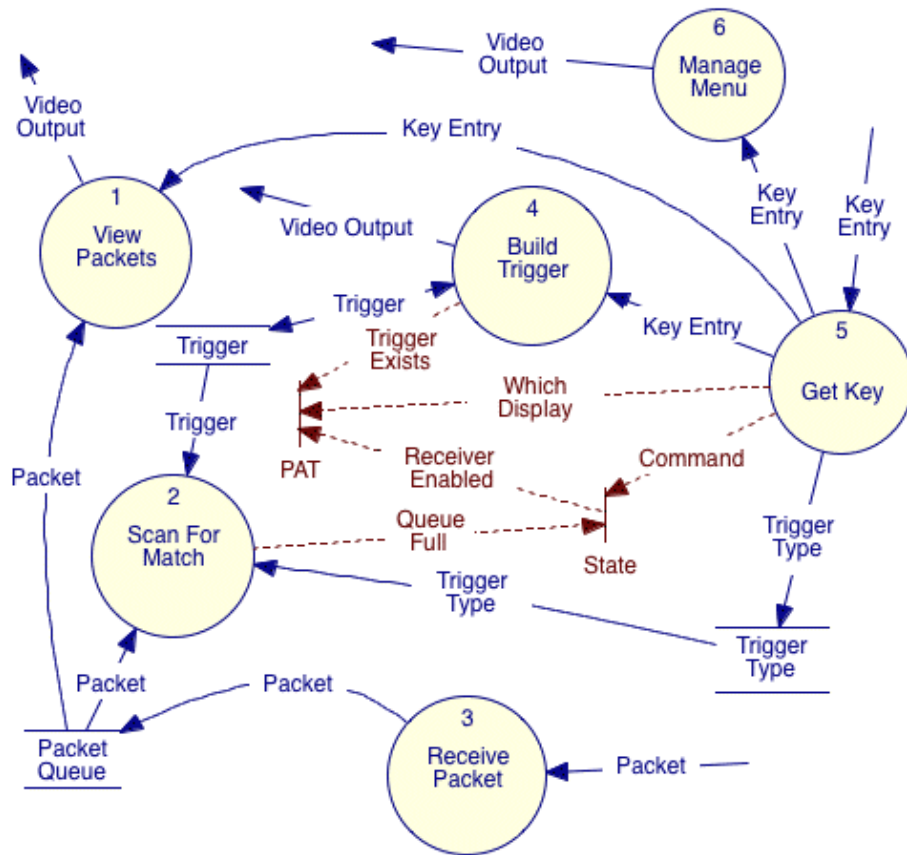 6
Manage
Menu
Video
Output
Video
Output
Key Entry
Key
Entry
Key
Entry
1
View
Packets
4
Build
Trigger
Video Output
Trigger
Key Entry
5
Get Key
Trigger
Trigger
Exists
Which
Display
Trigger
PAT
Receiver
Enabled
Command
Packet
2
Scan For
Match
Queue
Full
State
Trigger
Type
Trigger
Type
Trigger
Type
Packet
Packet
3
Receive
Packet
Packet
Packet
Queue